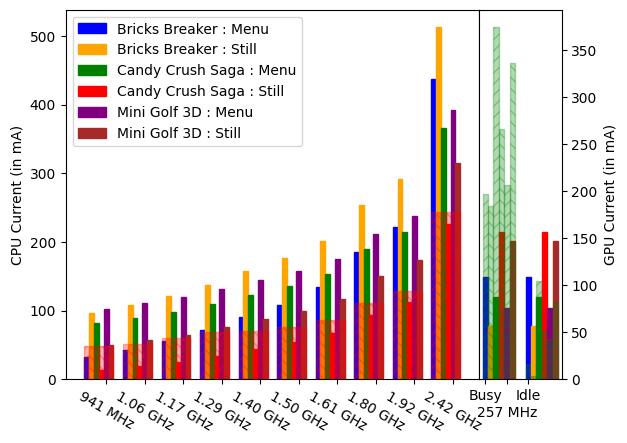 Bricks Breaker : Menu
Bricks Breaker : Still
Candy Crush Saga : Menu
Candy Crush Saga : Still
Mini Golf 3D : Menu
Mini Golf 3D : Still
CPU Current (in mA)
500
400
300
200
100
0
GPU Current (in mA)
350
300
250
200
150
100
50
0
941 MHz
1.06 GHz
1.17 GHz
1.29 GHz
1.40 GHz
1.50 GHz
1.61 GHz
1.80 GHz
1.92 GHz
2.42 GHz
Busy Idle
257 MHz